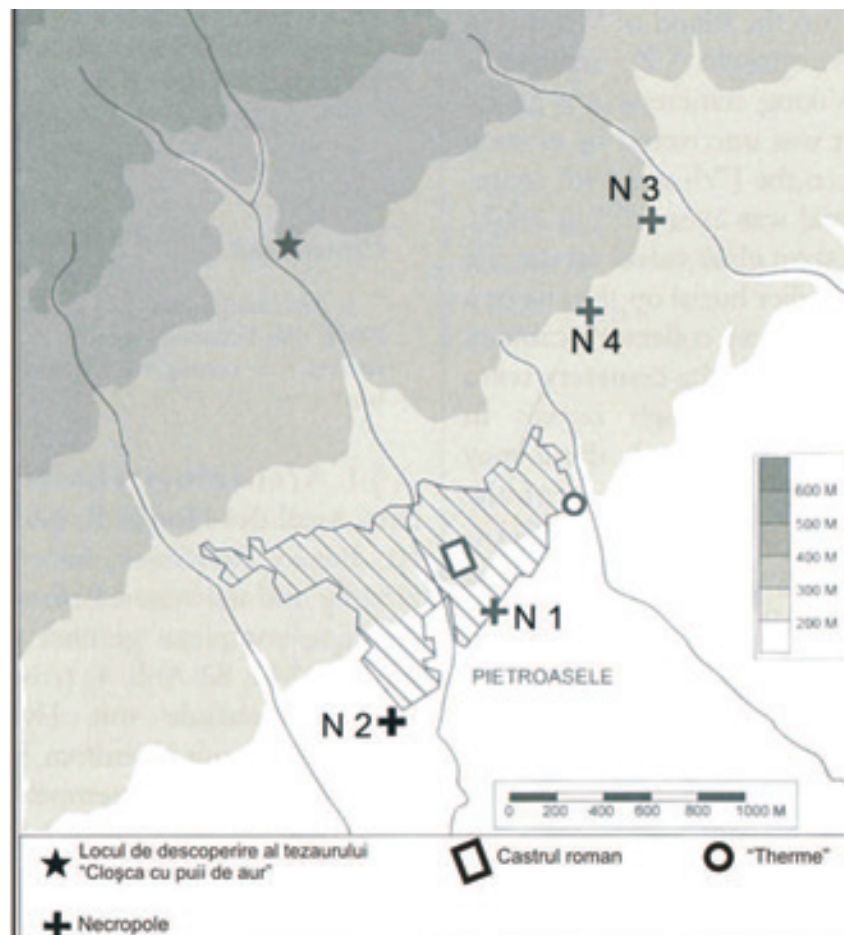 N 3
N 4
600 M
500 M
400 M
300 M
200 M
N 1
PIETROASELE
N 2
0 200 400 600 800 1000 M
Locul de descoperire al tezaurului
"Cloșca cu puii de aur"
Castrul roman
"Therme"
Necropole